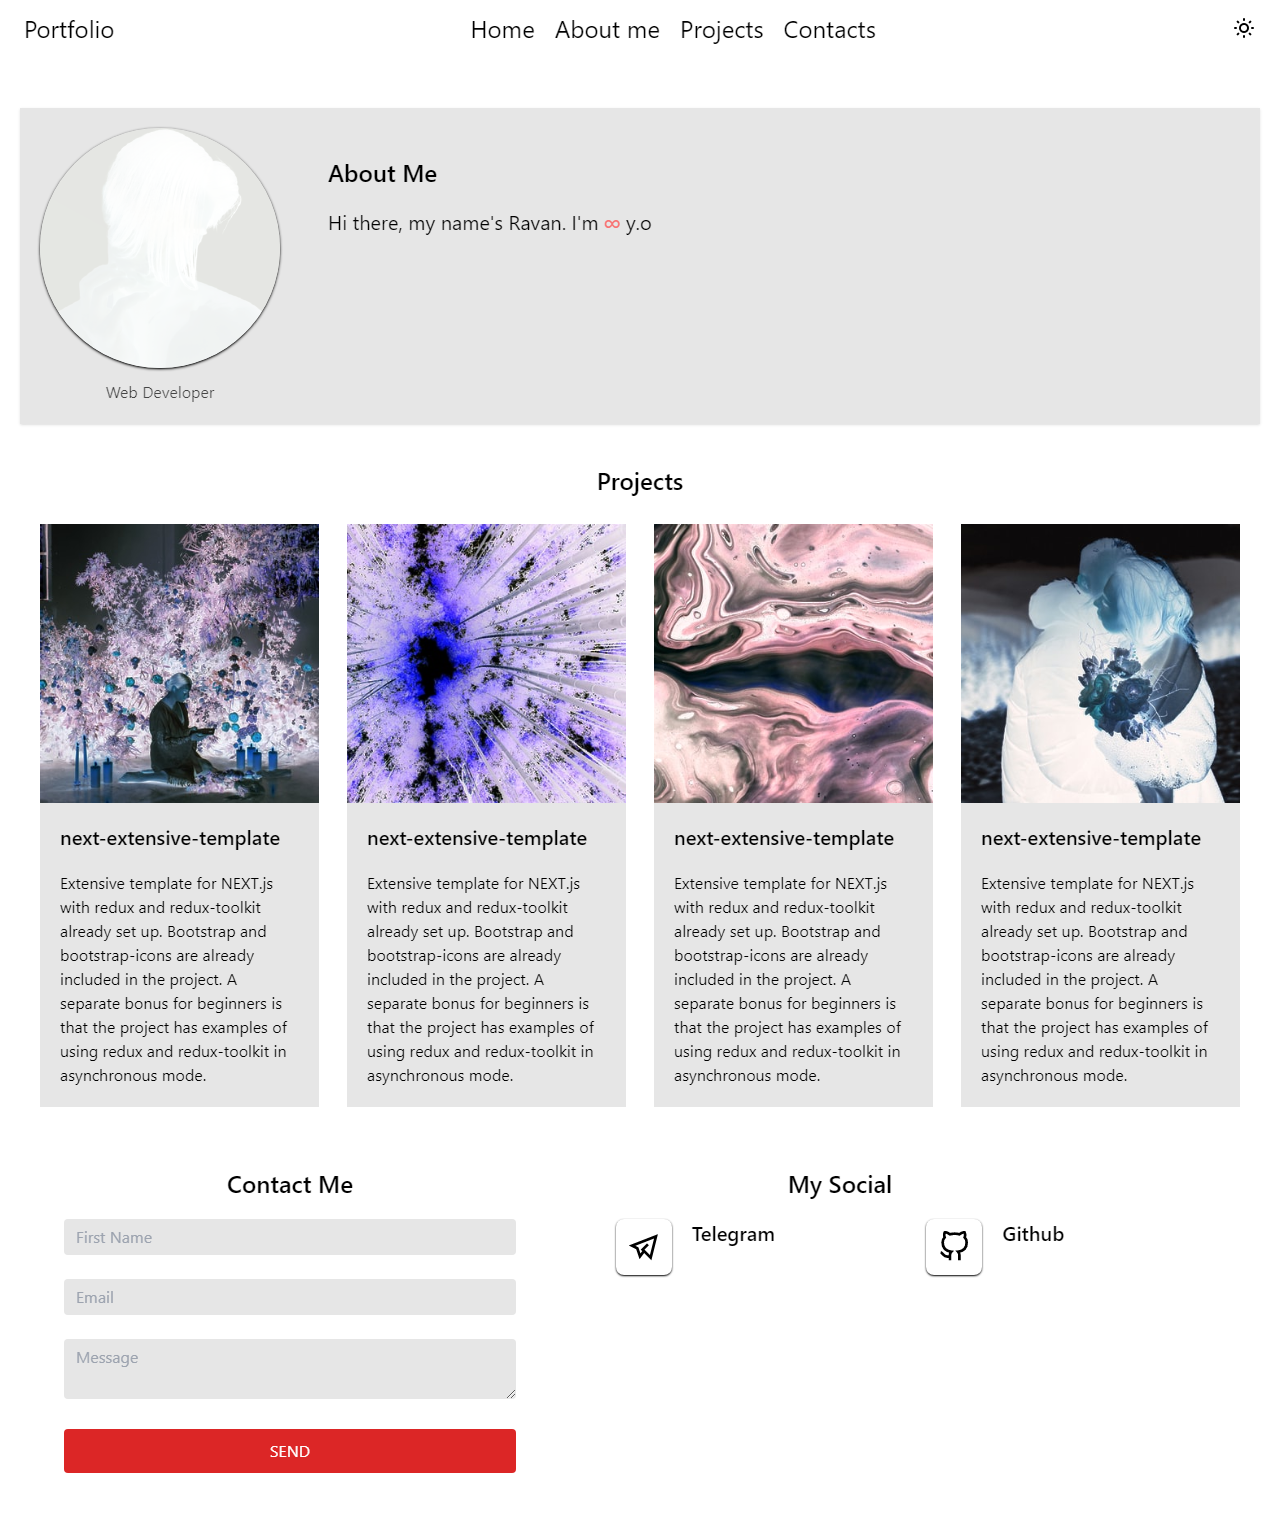 Portfolio
Home About me Projects Contacts
About Me
Hi there, my name's Ravan. I'm ∞ y.o
Web Developer
Projects
next-extensive-template
Extensive template for NEXT.js
with redux and redux-toolkit
already set up. Bootstrap and
bootstrap-icons are already
included in the project. A
separate bonus for beginners is
that the project has examples of
using redux and redux-toolkit in
asynchronous mode.
next-extensive-template
Extensive template for NEXT.js
with redux and redux-toolkit
already set up. Bootstrap and
bootstrap-icons are already
included in the project. A
separate bonus for beginners is
that the project has examples of
using redux and redux-toolkit in
asynchronous mode.
next-extensive-template
Extensive template for NEXT.js
with redux and redux-toolkit
already set up. Bootstrap and
bootstrap-icons are already
included in the project. A
separate bonus for beginners is
that the project has examples of
using redux and redux-toolkit in
asynchronous mode.
next-extensive-template
Extensive template for NEXT.js
with redux and redux-toolkit
already set up. Bootstrap and
bootstrap-icons are already
included in the project. A
separate bonus for beginners is
that the project has examples of
using redux and redux-toolkit in
asynchronous mode.
Contact Me
First Name
Email
Message
SEND
My Social
Telegram
Github